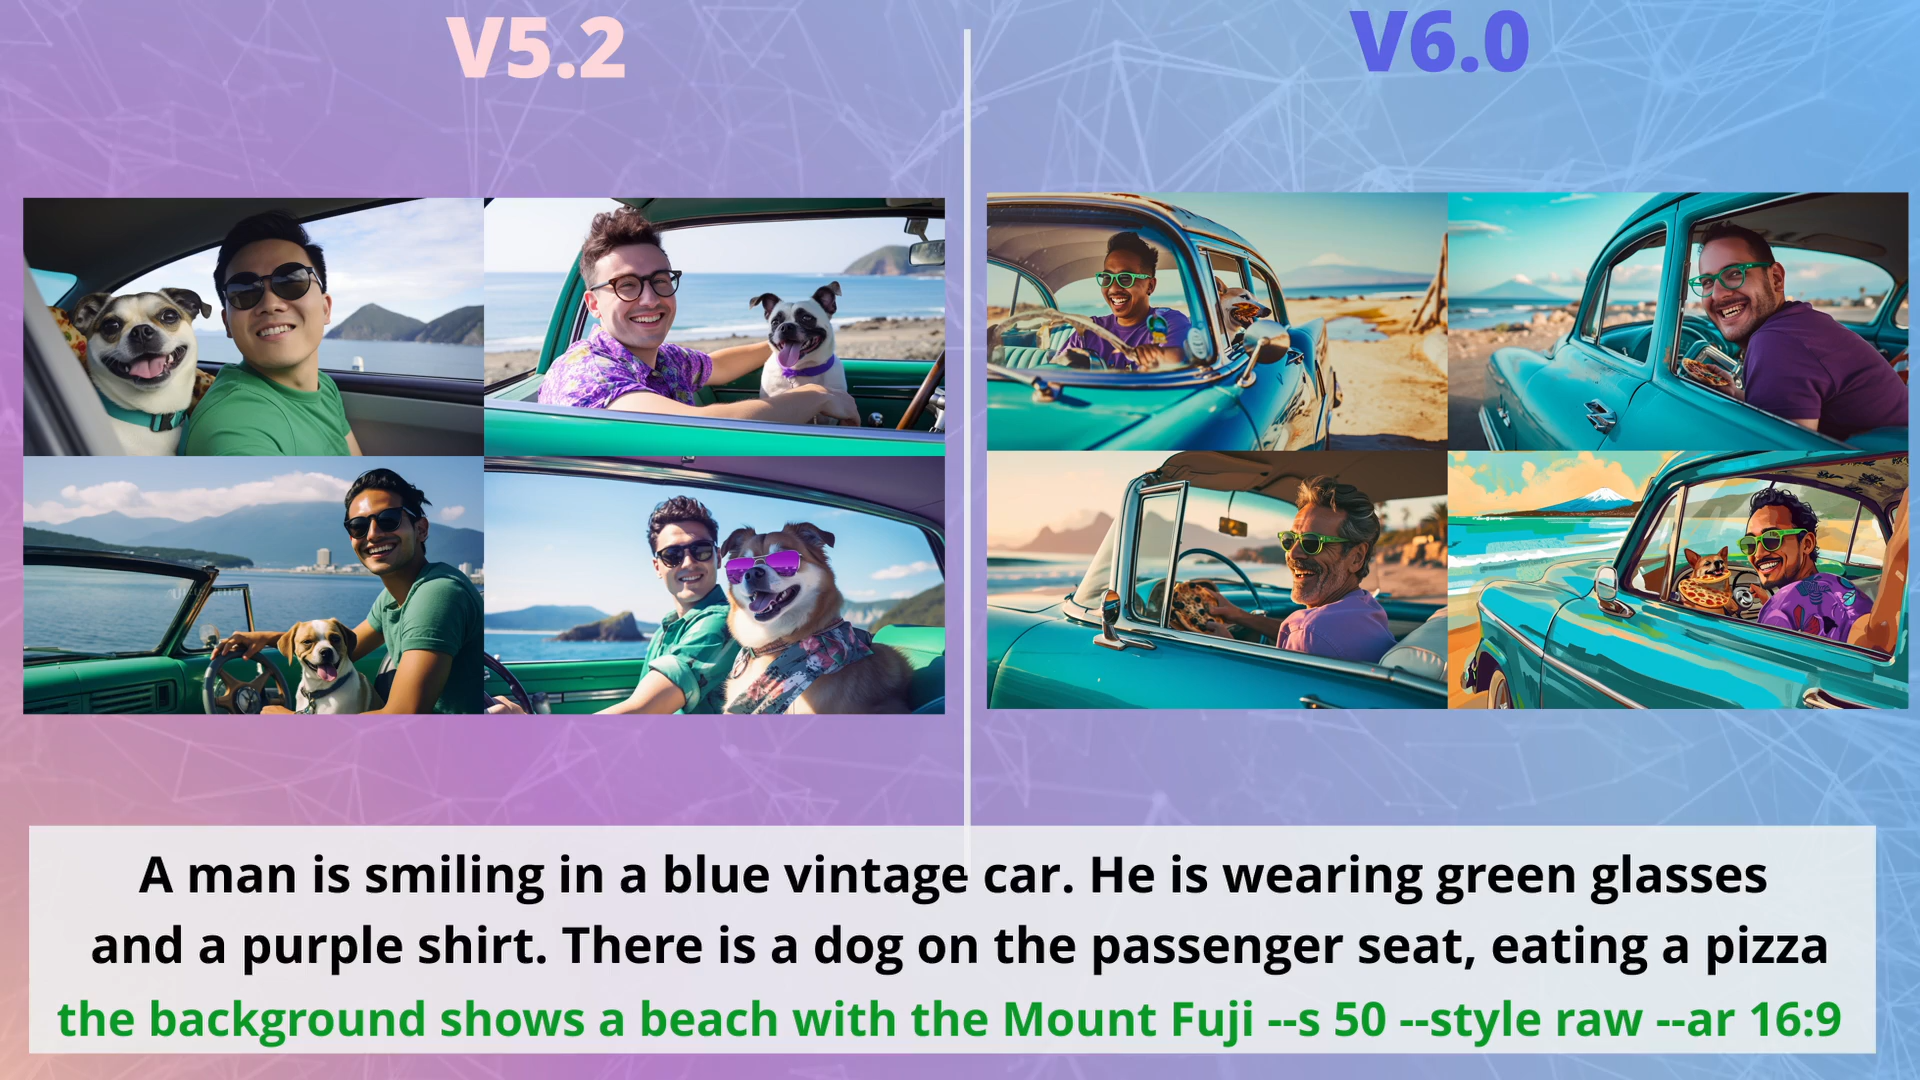 V5.2
V6.0
A man is smiling in a blue vintage car. He is wearing green glasses
and a purple shirt. There is a dog on the passenger seat, eating a pizza
the background shows a beach with the Mount Fuji --s 50 --style raw --ar 16:9